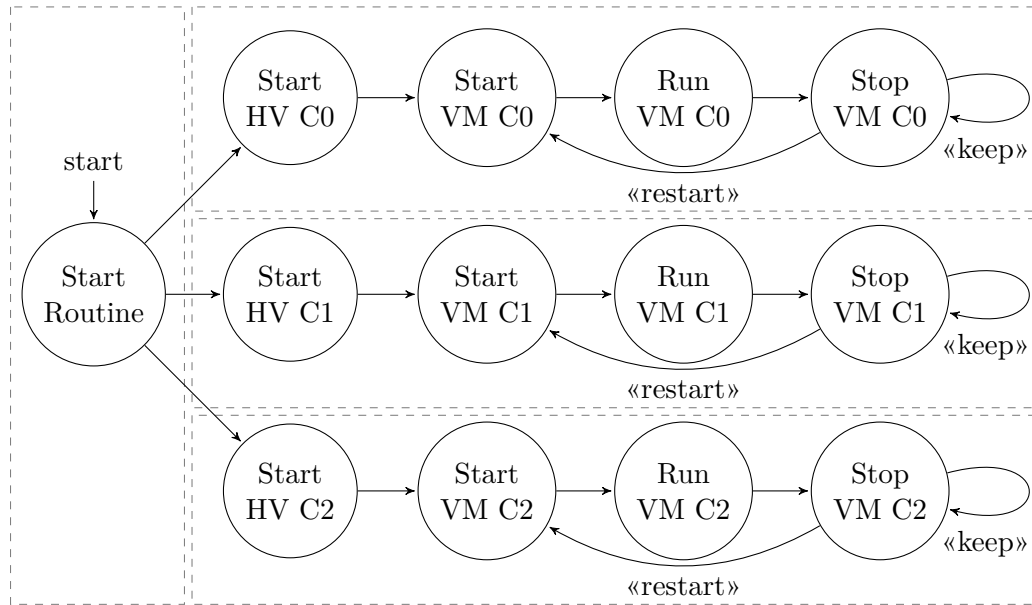 start
Start
Routine
Start
HV C0
Start
VM C0
Run
VM C0
Stop
VM C0
«keep»
«restart»
Start
HV C1
Start
VM C1
Run
VM C1
Stop
VM C1
«keep»
«restart»
Start
HV C2
Start
VM C2
Run
VM C2
Stop
VM C2
«keep»
«restart»